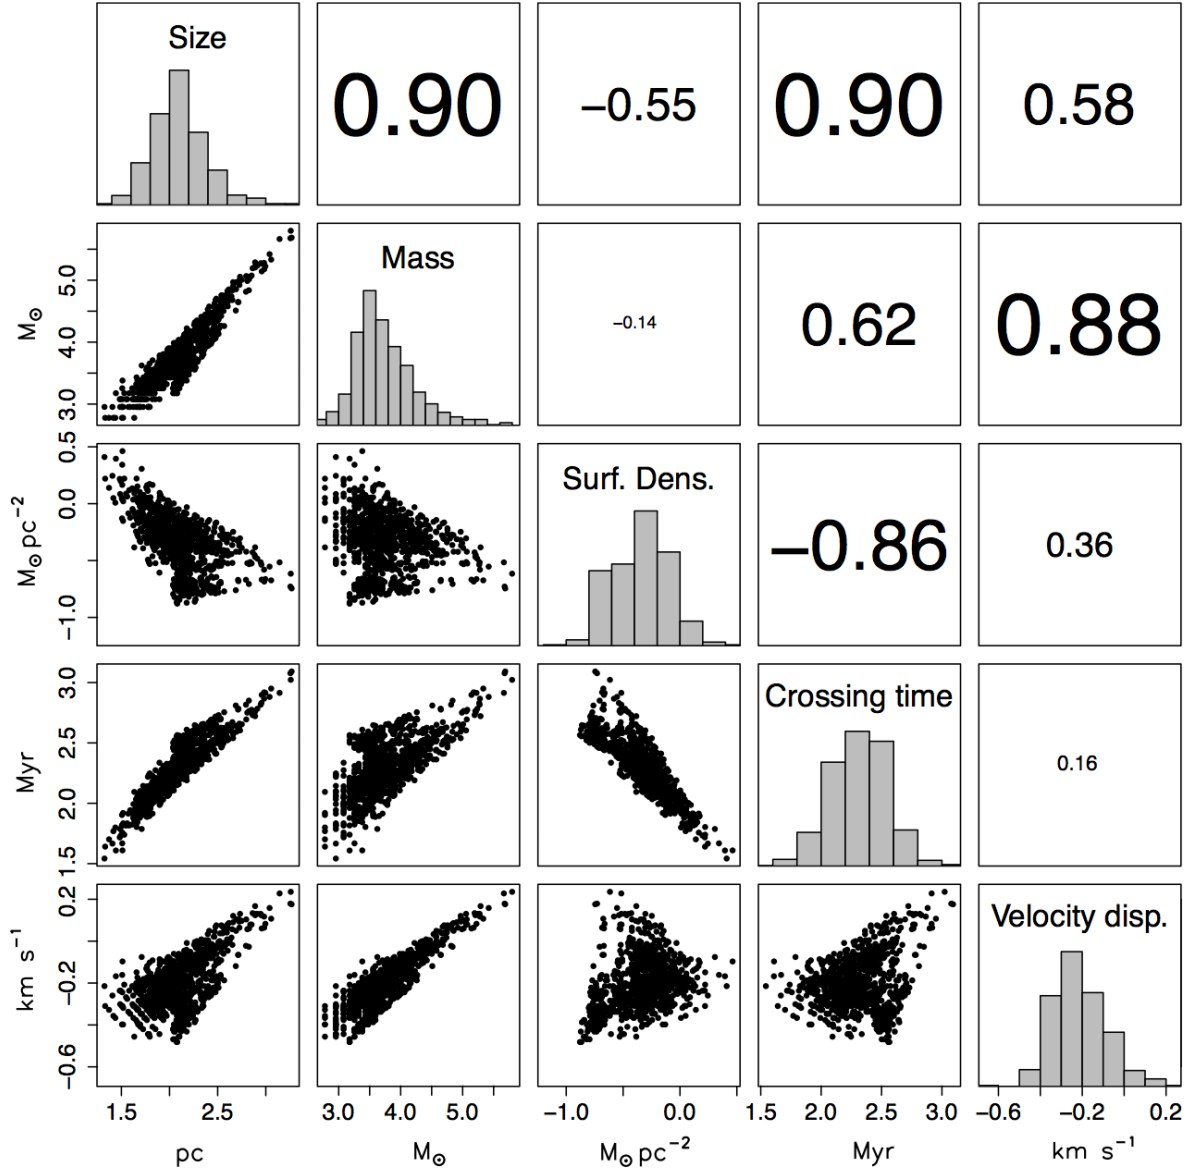 Size
0.90
−0.55
0.90
0.58
Mass
−0.14
0.62
0.88
M⊙
5.0
4.0
3.0
Surf. Dens.
−0.86
0.36
M⊙ pc⁻²
0.5
0.0
−1.0
Crossing time
0.16
Myr
3.0
2.5
2.0
1.5
Velocity disp.
km s⁻¹
0.2
−0.2
−0.6
1.5 2.5 3.0 4.0 5.0 −1.0 0.0 1.5 2.0 2.5 3.0 −0.6 −0.2 0.2
pc M⊙ M⊙ pc⁻² Myr km s⁻¹